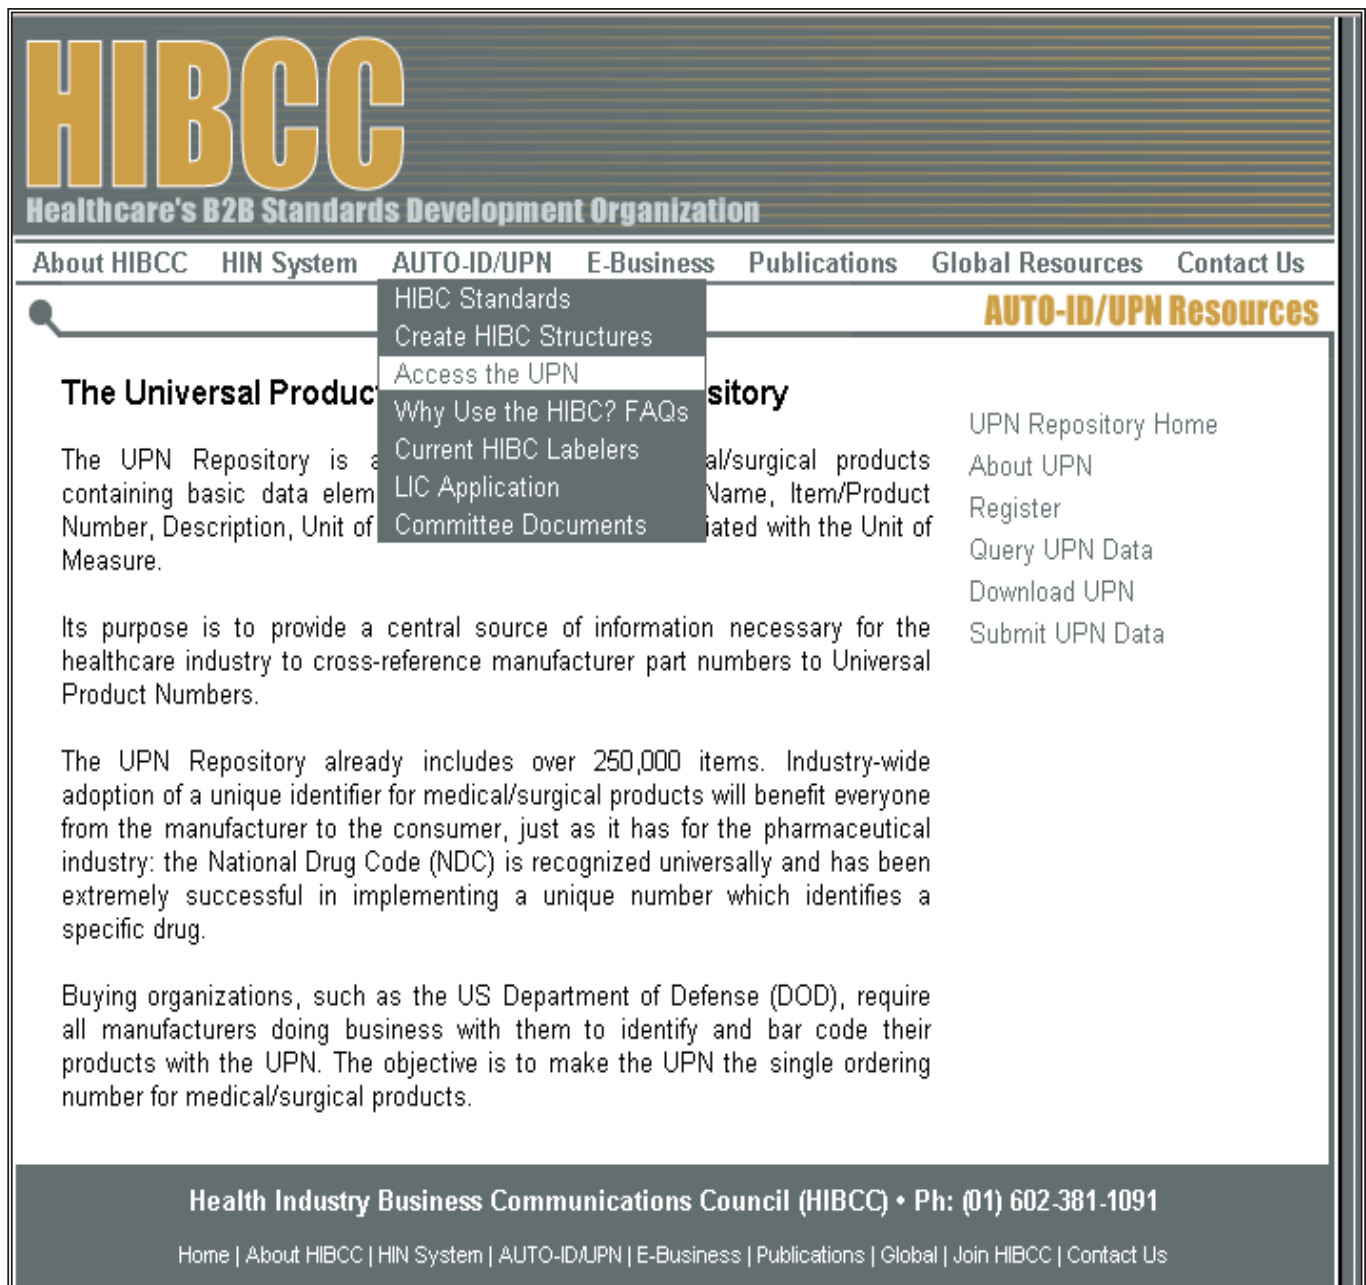 HIBCC
Healthcare's B2B Standards Development Organization
About HIBCC HIN System AUTO-ID/UPN E-Business Publications Global Resources Contact Us
HIBC Standards
Create HIBC Structures
Access the UPN
Why Use the HIBC? FAQs
Current HIBC Labelers
LIC Application
Committee Documents
AUTO-ID/UPN Resources
The Universal sitory
The UPN Repository is al/surgical products
containing basic data elem Name, Item/Product
Number, Description, Unit of iated with the Unit of
Measure.
Its purpose is to provide a central source of information necessary for the
healthcare industry to cross-reference manufacturer part numbers to Universal
Product Numbers.
The UPN Repository already includes over 250,000 items. Industry-wide
adoption of a unique identifier for medical/surgical products will benefit everyone
from the manufacturer to the consumer, just as it has for the pharmaceutical
industry: the National Drug Code (NDC) is recognized universally and has been
extremely successful in implementing a unique number which identifies a
specific drug.
Buying organizations, such as the US Department of Defense (DOD), require
all manufacturers doing business with them to identify and bar code their
products with the UPN. The objective is to make the UPN the single ordering
number for medical/surgical products.
UPN Repository Home
About UPN
Register
Query UPN Data
Download UPN
Submit UPN Data
Health Industry Business Communications Council (HIBCC) • Ph: (01) 602-381-1091
Home | About HIBCC | HIN System | AUTO-ID/UPN | E-Business | Publications | Global | Join HIBCC | Contact Us